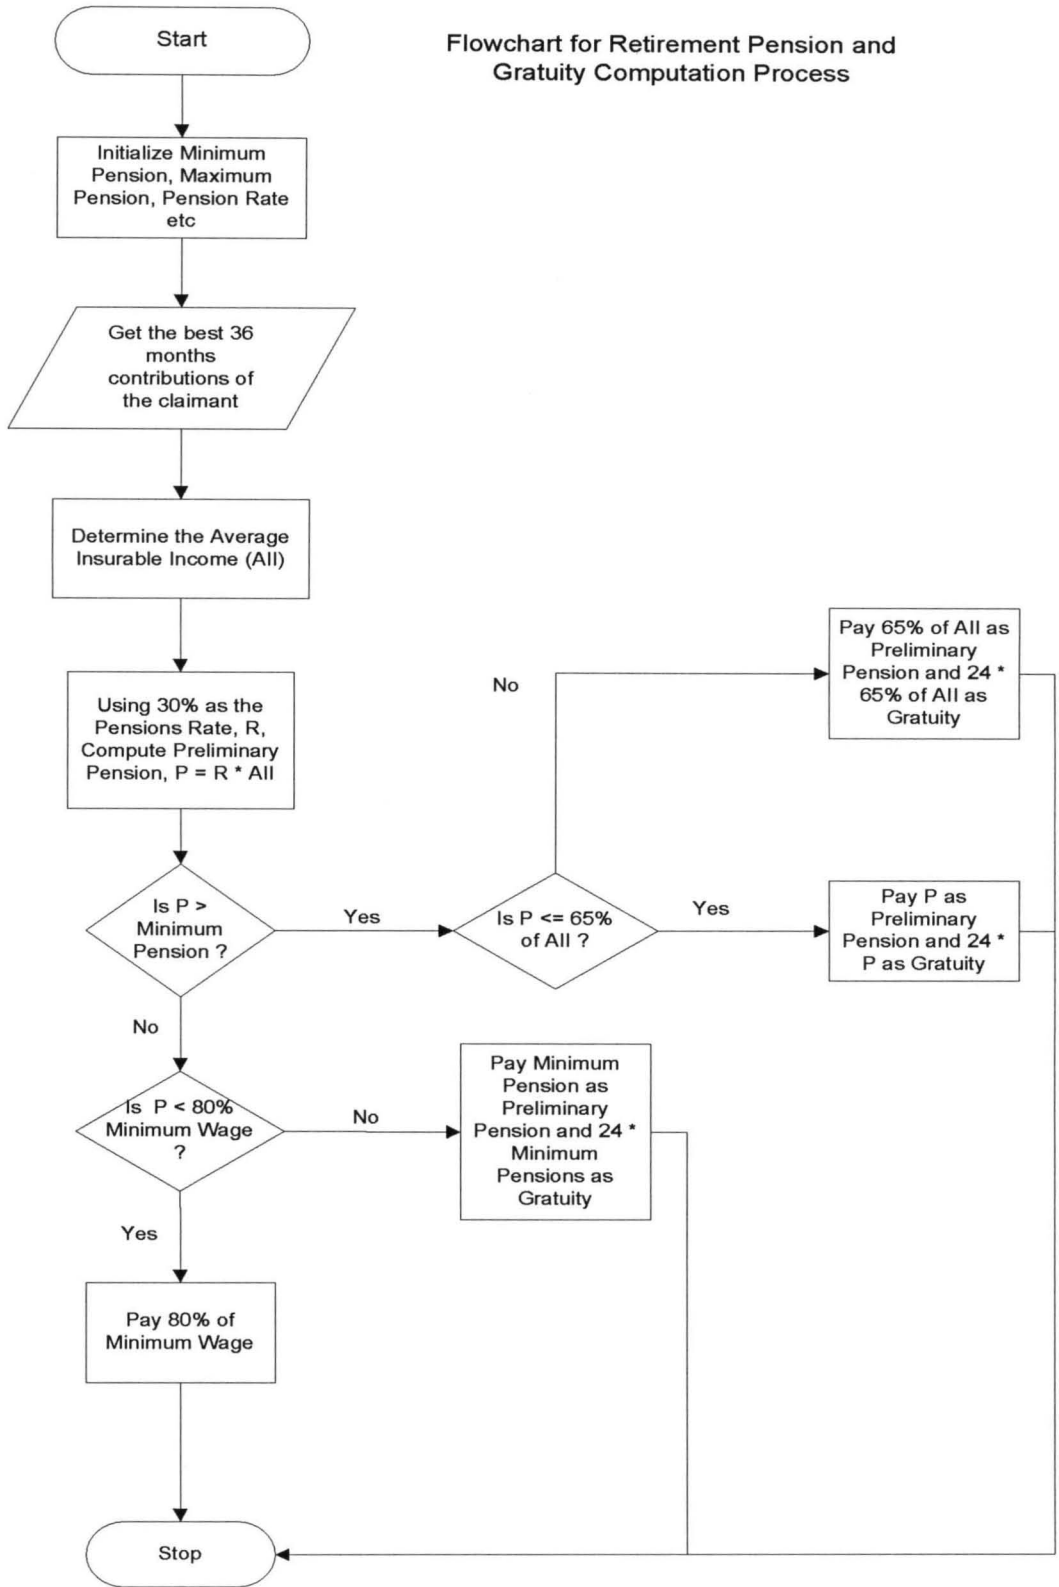 Start
Flowchart for Retirement Pension and
Gratuity Computation Process
Initialize Minimum
Pension, Maximum
Pension, Pension Rate
etc
Get the best 36
months
contributions of
the claimant
Determine the Average
Insurable Income (AII)
Using 30% as the
Pensions Rate, R,
Compute Preliminary
Pension, P = R * AII
Is P >
Minimum
Pension ?
Yes
Is P <= 65%
of AII ?
No
Pay 65% of AII as
Preliminary
Pension and 24 *
65% of AII as
Gratuity
Yes
Pay P as
Preliminary
Pension and 24 *
P as Gratuity
No
Is P < 80%
Minimum Wage
?
No
Pay Minimum
Pension as
Preliminary
Pension and 24 *
Minimum
Pensions as
Gratuity
Yes
Pay 80% of
Minimum Wage
Stop